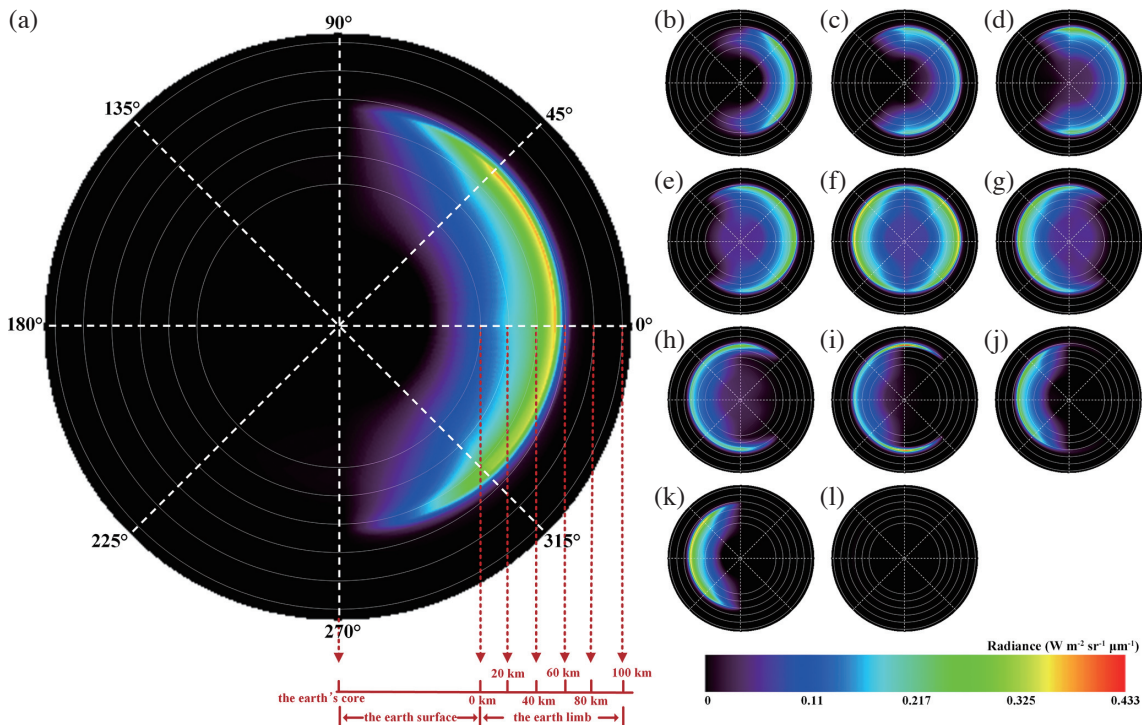 (a)
90°
135°
45°
180°
0°
225°
315°
270°
20 km
60 km
100 km
the earth's core
0 km
40 km
80 km
the earth surface
the earth limb
(b)
(c)
(d)
(e)
(f)
(g)
(h)
(i)
(j)
(k)
(l)
Radiance (W m⁻² sr⁻¹ μm⁻¹)
0
0.11
0.217
0.325
0.433